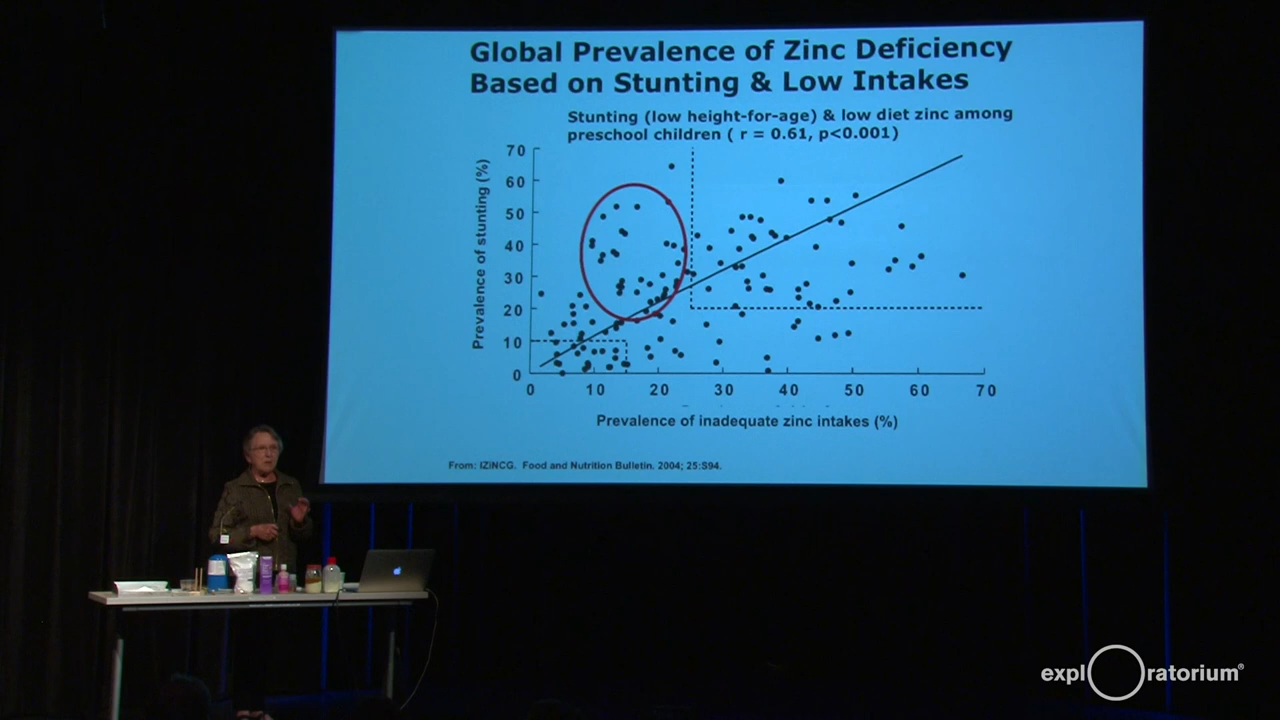 Global Prevalence of Zinc Deficiency
Based on Stunting & Low Intakes
Stunting (low height-for-age) & low diet zinc among
preschool children ( r = 0.61, p<0.001)
Prevalence of stunting (%)
70
60
50
40
30
20
10
0
0 10 20 30 40 50 60 70
Prevalence of inadequate zinc intakes (%)
From: IZiNCG. Food and Nutrition Bulletin, 2004; 25:S94.
exploratorium®